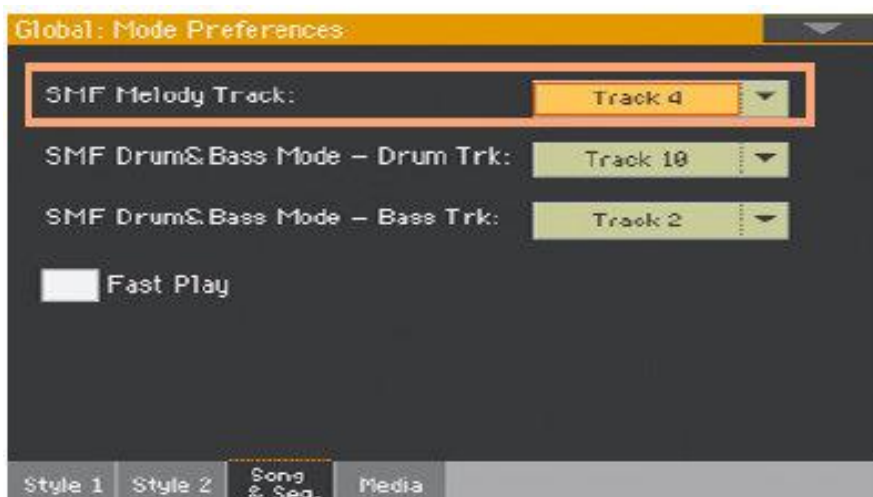 Global: Mode Preferences
SMF Melody Track: Track 4
SMF Drum&Bass Mode – Drum Trk: Track 10
SMF Drum&Bass Mode – Bass Trk: Track 2
Fast Play
Style 1 Style 2 Song & Seq Media